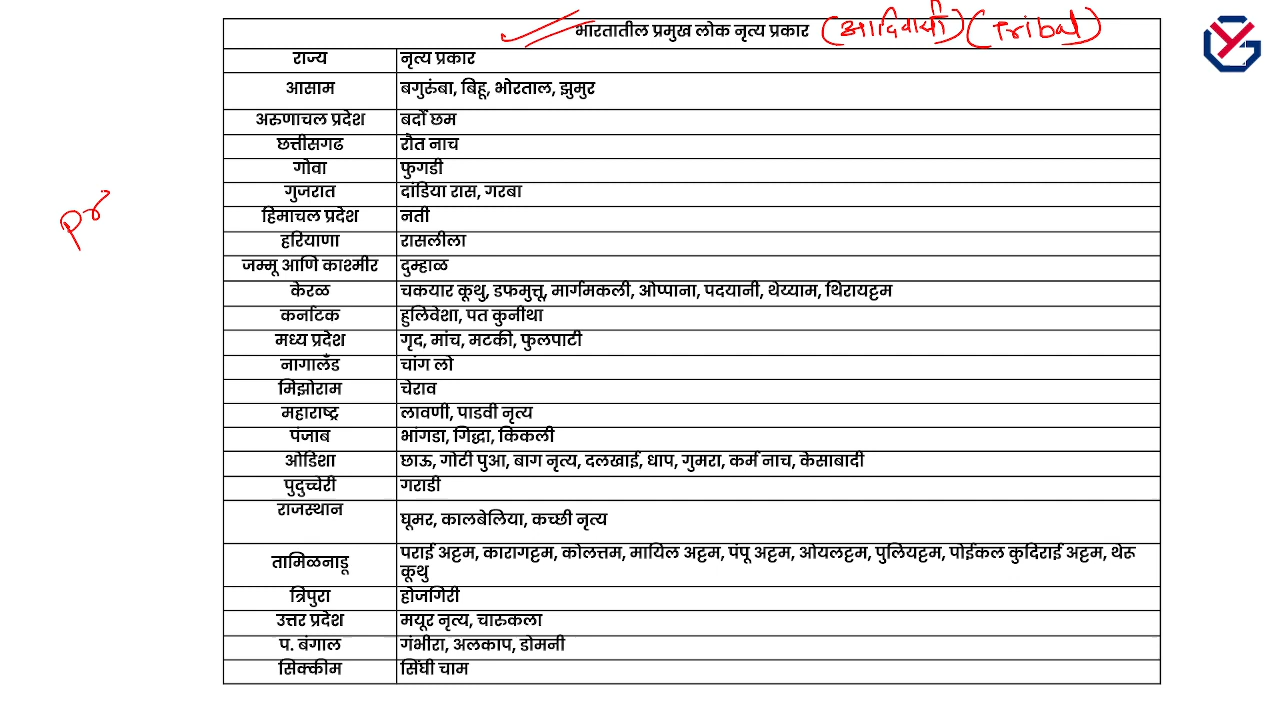 भारतातील प्रमुख लोक नृत्य प्रकार (आदिवासी) (Tribal)
राज्य नृत्य प्रकार
आसाम बगुरुंबा, बिहू, भोरताल, झुमुर
अरुणाचल प्रदेश बर्दो छम
छत्तीसगढ रौत नाच
गोवा फुगडी
गुजरात दांडिया रास, गरबा
हिमाचल प्रदेश नती
हरियाणा रासलीला
जम्मू आणि काश्मीर दुम्हाळ
केरळ चकयार कूथु, डफमुत्तू, मार्गमकली, ओप्पाना, पदयानी, थेय्याम, थिरायट्टम
कर्नाटक हुलिवेशा, पत कुनीथा
मध्य प्रदेश गृद, मांच, मटकी, फुलपाटी
नागालँड चांग लो
मिझोराम चेराव
महाराष्ट्र लावणी, पाडवी नृत्य
पंजाब भांगडा, गिद्धा, किकली
ओडिशा छाऊ, गोटी पुआ, बाग नृत्य, दलखाई, धाप, गुमरा, कर्म नाच, केसाबादी
पुदुच्चेरी गराडी
राजस्थान
घूमर, कालबेलिया, कच्छी नृत्य
तामिळनाडू पराई अट्टम, कारागट्टम, कोलत्तम, मायिल अट्टम, पंपू अट्टम, ओयलट्टम, पुलियट्टम, पोईकल कुदिराई अट्टम, थेरू
कूथु
त्रिपुरा होजगिरी
उत्तर प्रदेश मयूर नृत्य, चारुकला
प. बंगाल गंभीरा, अलकाप, डोमनी
सिक्कीम सिंघी चाम